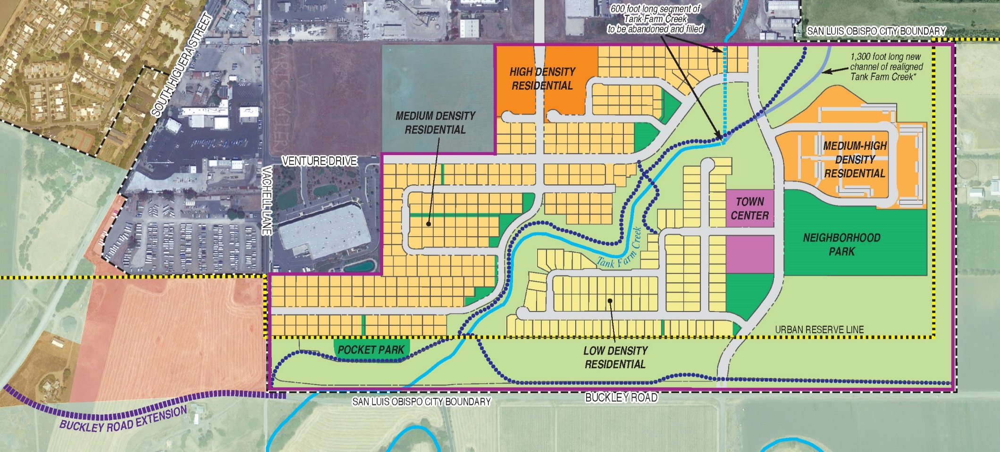 600 foot long segment of
Tank Farm Creek
to be abandoned and filled
SAN LUIS OBISPO CITY BOUNDARY
1,300 foot long new
channel of realigned
Tank Farm Creek*
SOUTH HIGUERA STREET
HIGH DENSITY
RESIDENTIAL
MEDIUM DENSITY
RESIDENTIAL
VENTURE DRIVE
VACHELL LANE
MEDIUM-HIGH
DENSITY
RESIDENTIAL
TOWN
CENTER
NEIGHBORHOOD
PARK
Tank Farm Creek
URBAN RESERVE LINE
POCKET PARK
LOW DENSITY
RESIDENTIAL
BUCKLEY ROAD
SAN LUIS OBISPO CITY BOUNDARY
BUCKLEY ROAD EXTENSION